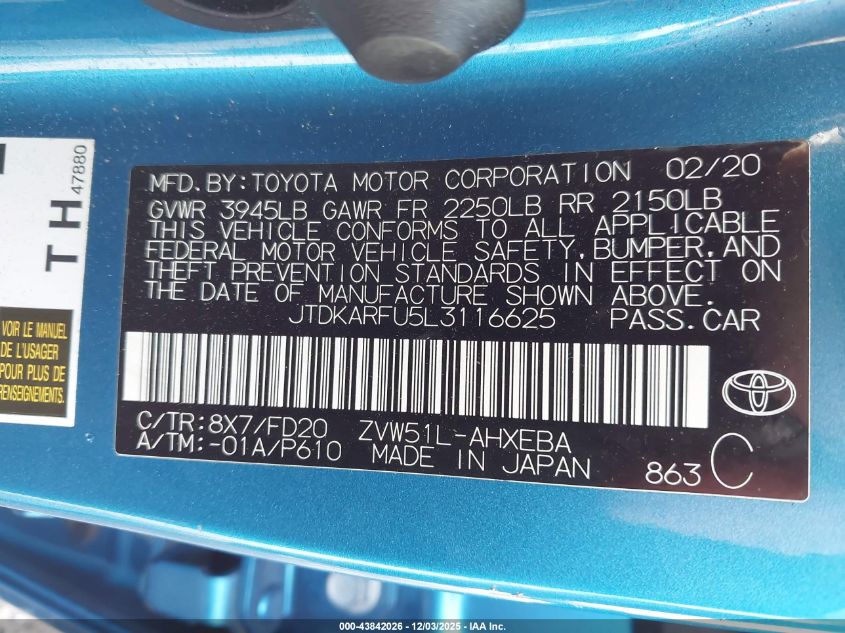 47880
TH
VOIR LE MANUEL
DE L'USAGER
POUR PLUS DE
RENSEIGNEMENTS.
MFD. BY: TOYOTA MOTOR CORPORATION 02/20
GVWR 3945LB GAWR FR 2250LB RR 2150LB
THIS VEHICLE CONFORMS TO ALL APPLICABLE
FEDERAL MOTOR VEHICLE SAFETY, BUMPER, AND
THEFT PREVENTION STANDARDS IN EFFECT ON
THE DATE OF MANUFACTURE SHOWN ABOVE.
JTDKARFU5L3116625 PASS. CAR
C/TR: 8X7/FD20 ZVW51L-AHXEBA
A/TM: -01A/P610 MADE IN JAPAN 863 C
000-43842026 - 12/03/2025 - © IAA Inc.